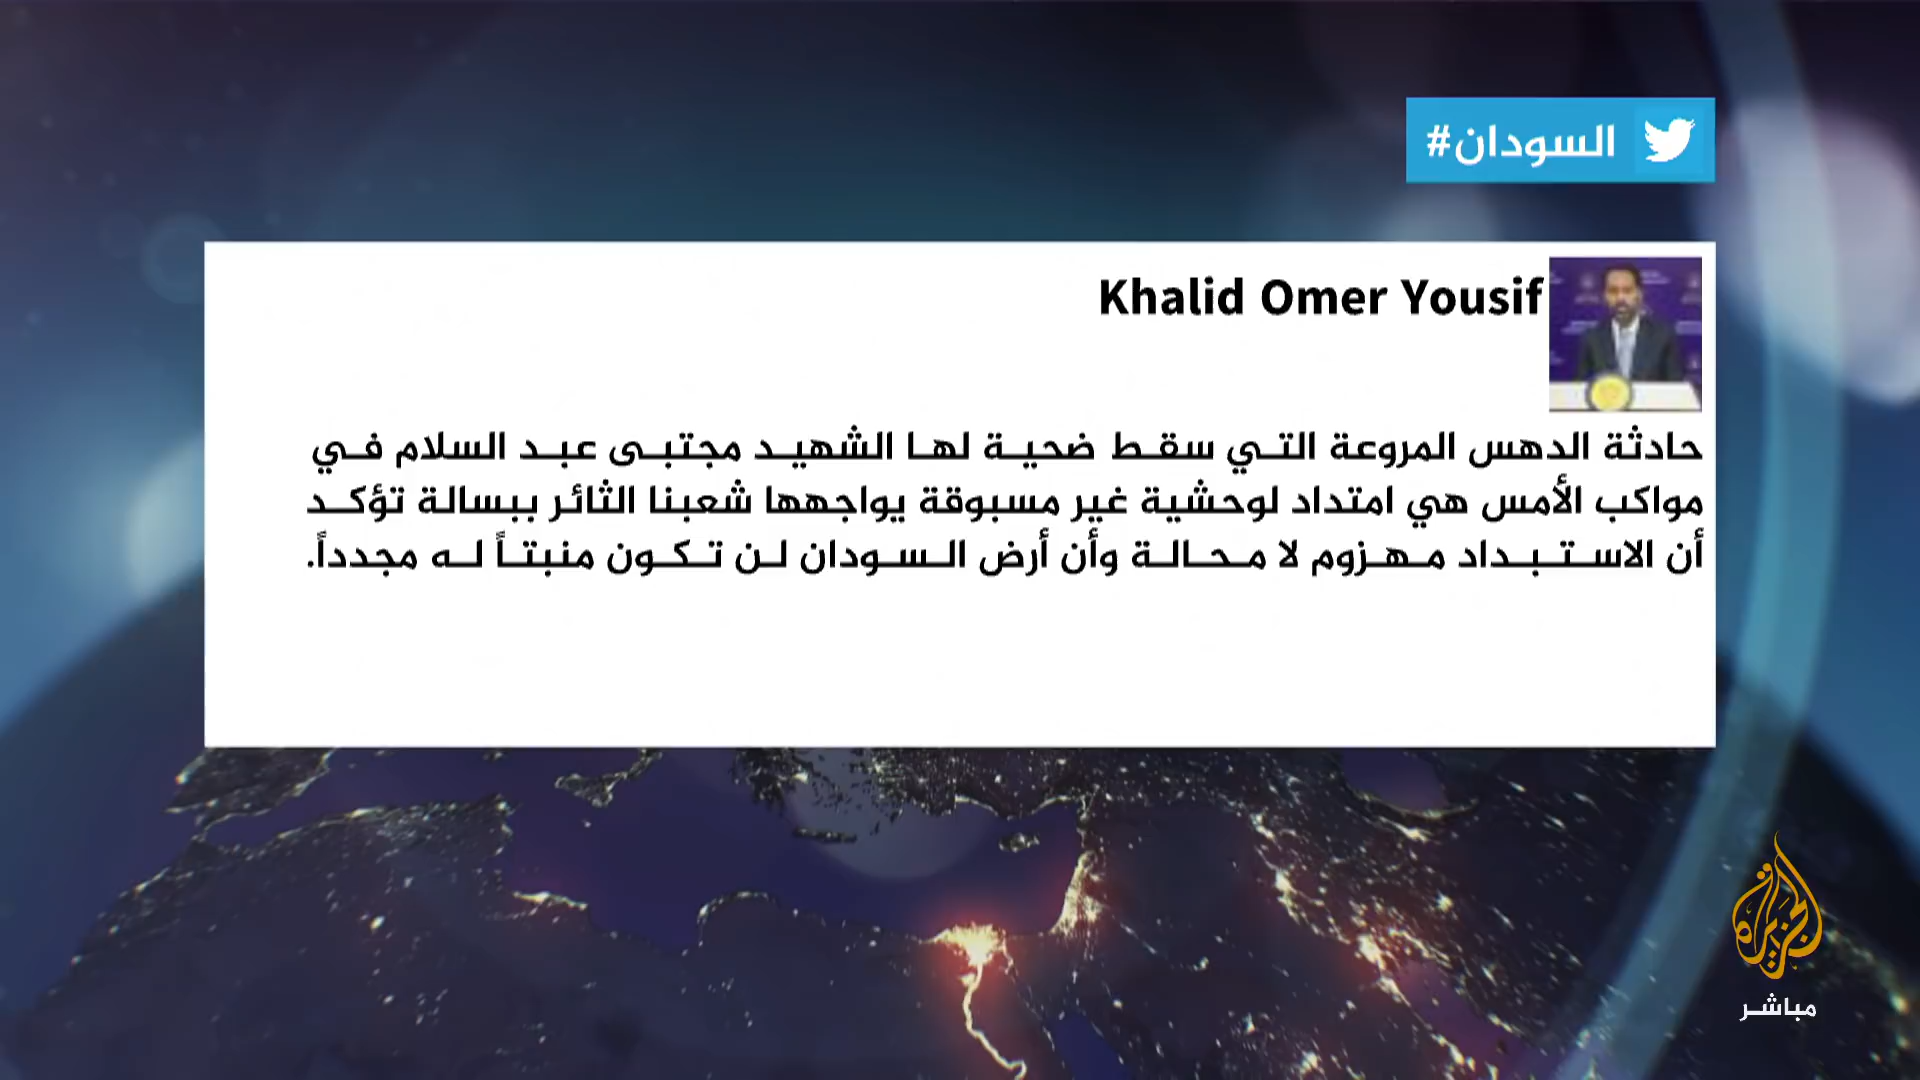 #السودان
Khalid Omer Yousif
حادثة الدهس المروعة التي سقط ضحية لها الشهيد مجتبى عبد السلام في
مواكب الأمس هي امتداد لوحشية غير مسبوقة يواجهها شعبنا الثائر ببسالة تؤكد
أن الاستبداد مهزوم لا محالة وأن أرض السودان لن تكون منبتاً له مجدداً.
الجزيرة
مباشر